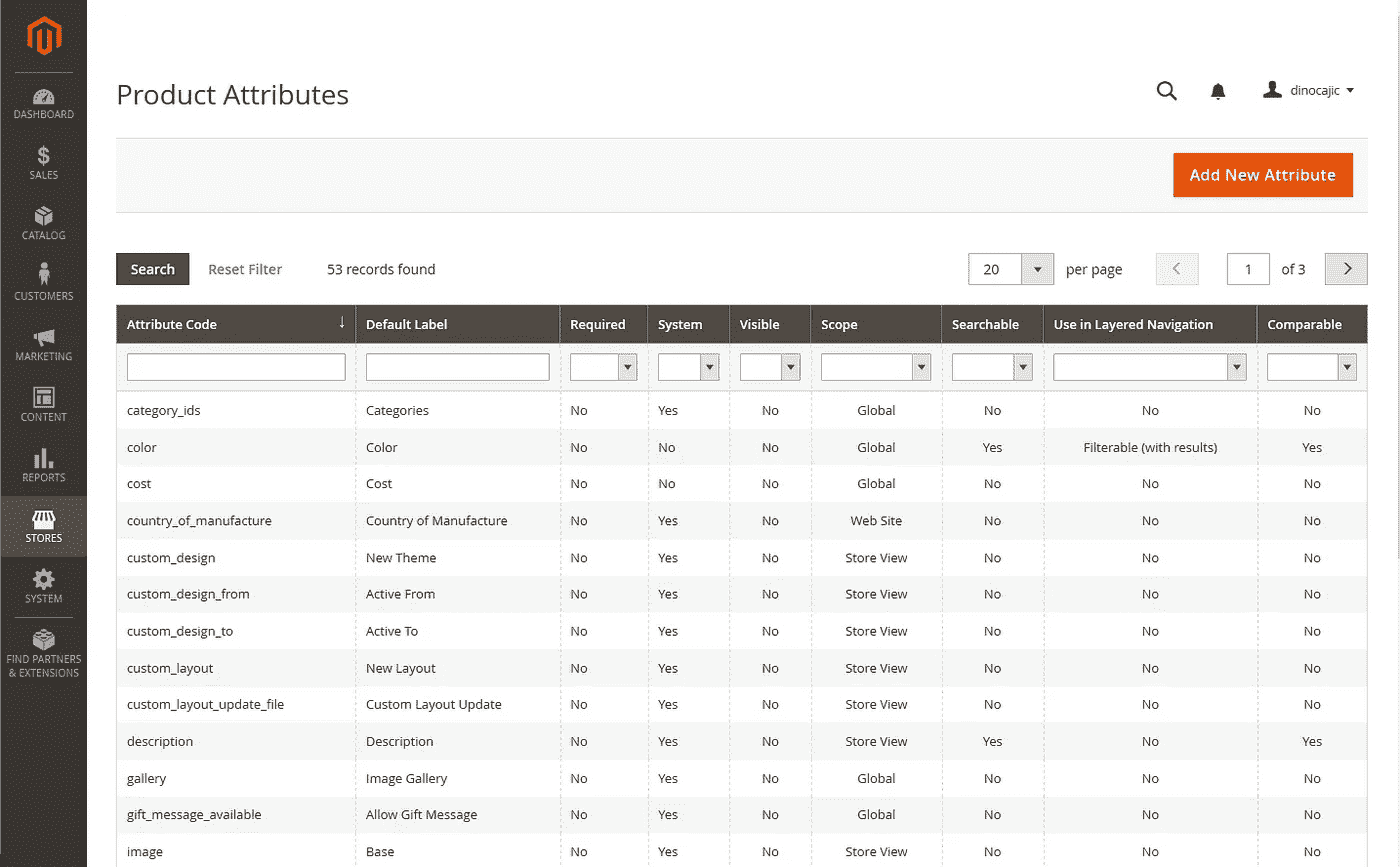 DASHBOARD
SALES
CATALOG
CUSTOMERS
MARKETING
CONTENT
REPORTS
STORES
SYSTEM
FIND PARTNERS
& EXTENSIONS
Product Attributes
dinocajic
Add New Attribute
Search Reset Filter 53 records found 20 per page 1 of 3
Attribute Code ↓ Default Label Required System Visible Scope Searchable Use in Layered Navigation Comparable
category_ids Categories No Yes No Global No No No
color Color No No No Global Yes Filterable (with results) Yes
cost Cost No No No Global No No No
country_of_manufacture Country of Manufacture No Yes No Web Site No No No
custom_design New Theme No Yes No Store View No No No
custom_design_from Active From No Yes No Store View No No No
custom_design_to Active To No Yes No Store View No No No
custom_layout New Layout No Yes No Store View No No No
custom_layout_update_file Custom Layout Update No Yes No Store View No No No
description Description No Yes No Store View Yes No Yes
gallery Image Gallery No Yes No Global No No No
gift_message_available Allow Gift Message No Yes No Global No No No
image Base No Yes No Store View No No No